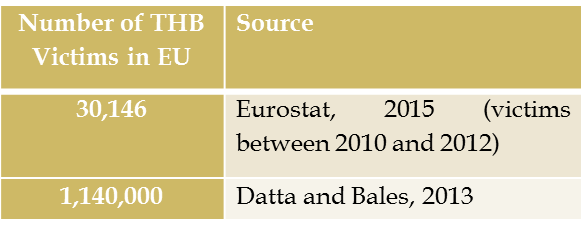 Number of THB
Victims in EU
Source
30,146
Eurostat, 2015 (victims
between 2010 and 2012)
1,140,000
Datta and Bales, 2013